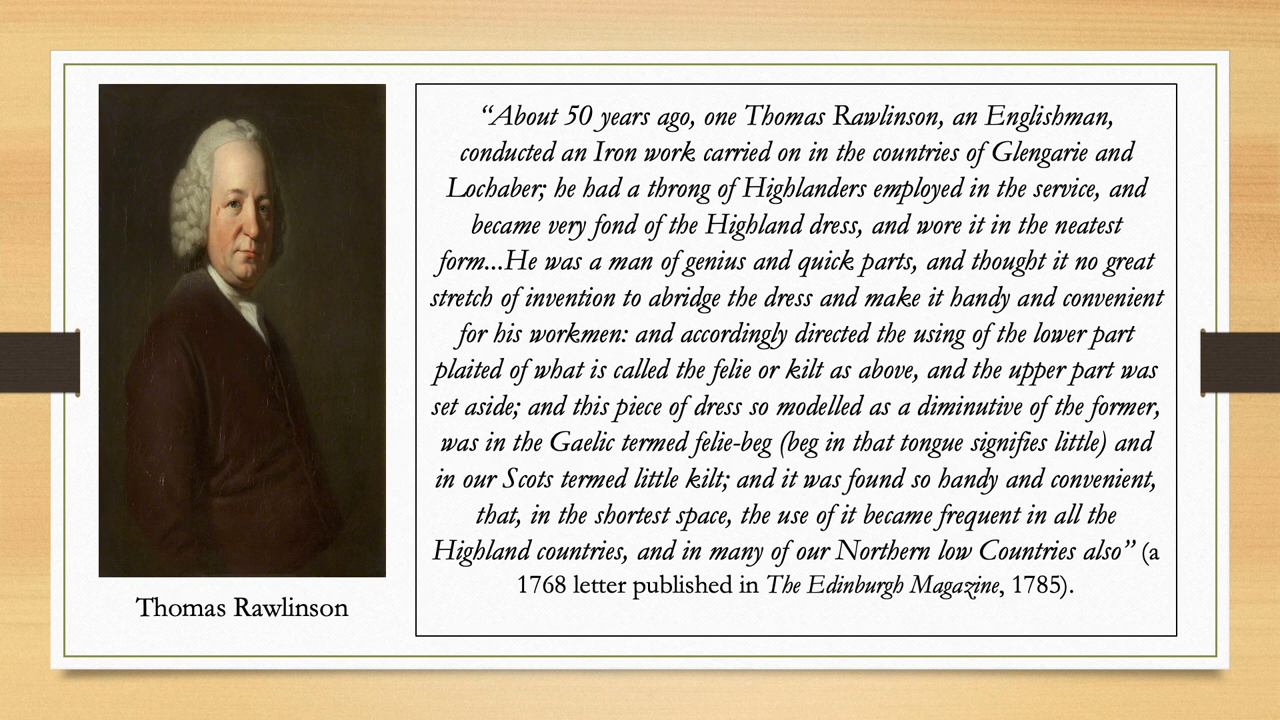 “About 50 years ago, one Thomas Rawlinson, an Englishman,
conducted an Iron work carried on in the countries of Glengarie and
Lochaber; he had a throng of Highlanders employed in the service, and
became very fond of the Highland dress, and wore it in the neatest
form...He was a man of genius and quick parts, and thought it no great
stretch of invention to abridge the dress and make it handy and convenient
for his workmen: and accordingly directed the using of the lower part
plaited of what is called the felie or kilt as above, and the upper part was
set aside; and this piece of dress so modelled as a diminutive of the former,
was in the Gaelic termed felie-beg (beg in that tongue signifies little) and
in our Scots termed little kilt; and it was found so handy and convenient,
that, in the shortest space, the use of it became frequent in all the
Highland countries, and in many of our Northern low Countries also” (a
1768 letter published in The Edinburgh Magazine, 1785).
Thomas Rawlinson